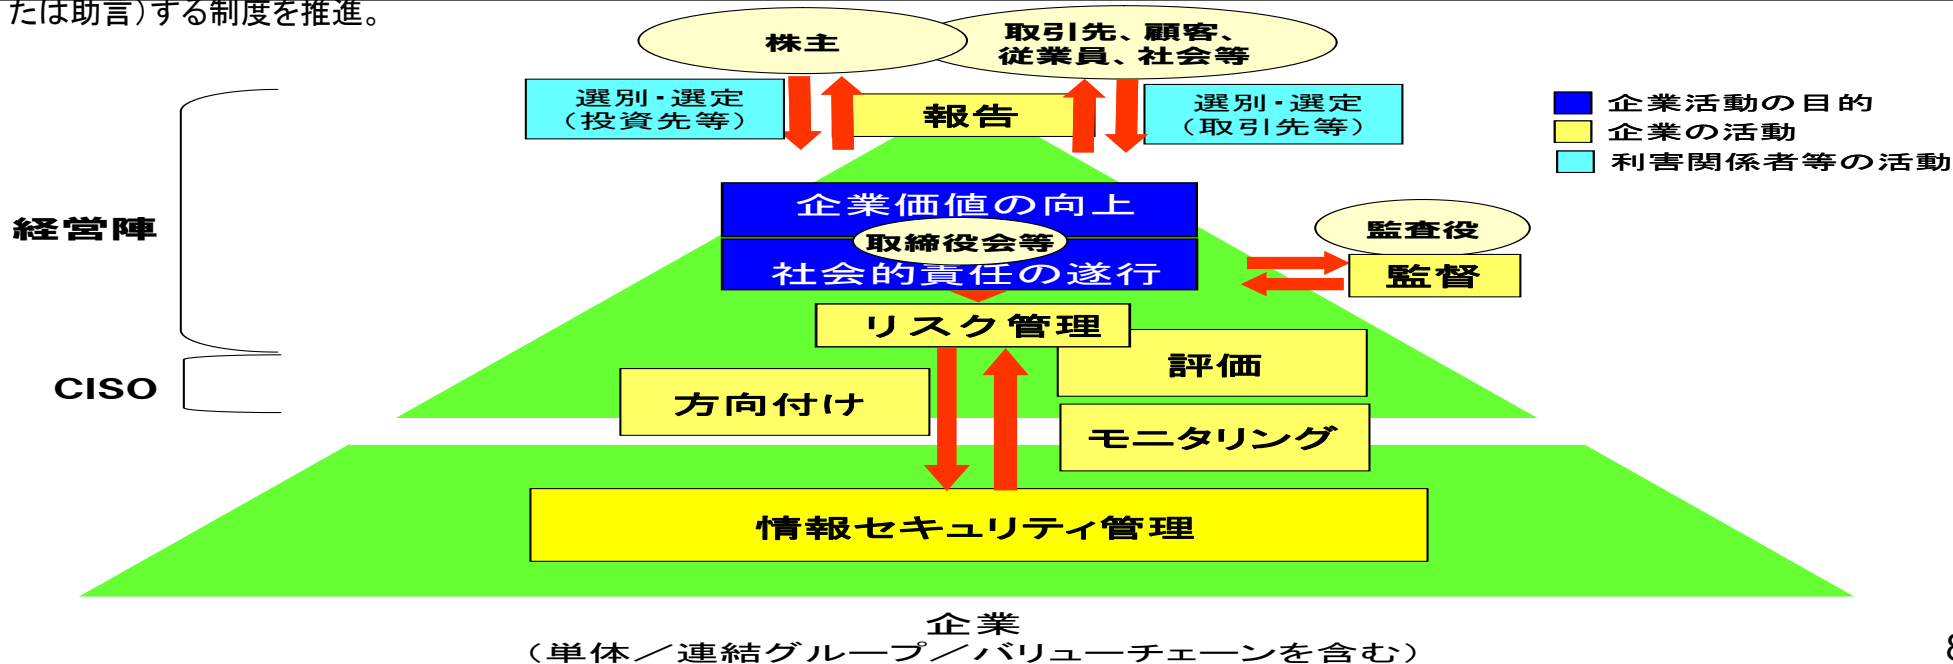 たは助言）する制度を推進。
株主
取引先、顧客、
従業員、社会等
選別・選定
（投資先等）
報告
選別・選定
（取引先等）
企業活動の目的
企業の活動
利害関係者等の活動
経営陣
企業価値の向上
取締役会等
社会的責任の遂行
監査役
監督
リスク管理
評価
CISO
方向付け
モニタリング
情報セキュリティ管理
企業
（単体／連結グループ／バリューチェーンを含む）